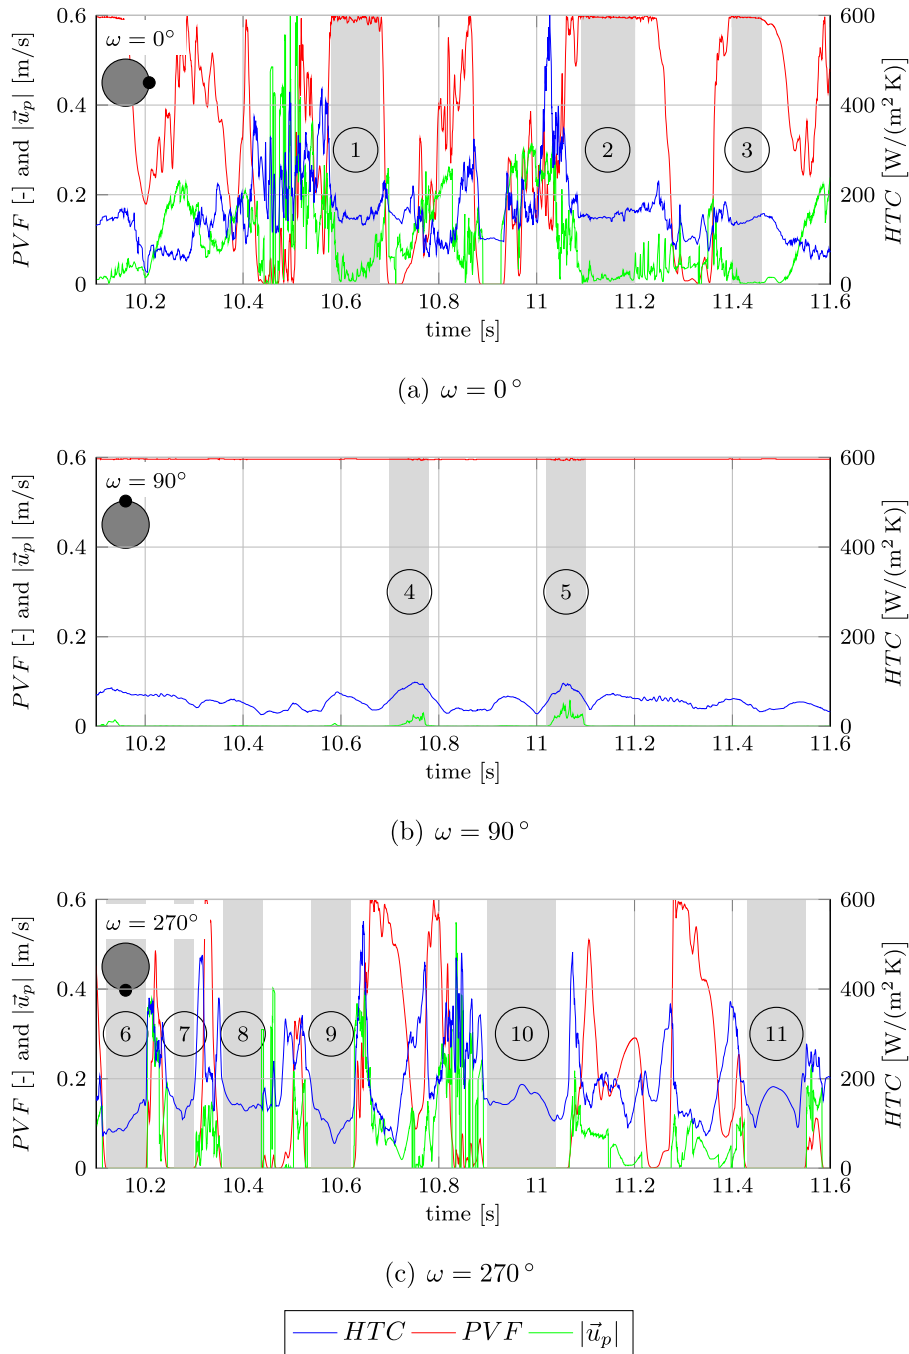 0.6
0.4
0.2
0
PVF [-] and |u⃗p| [m/s]
ω = 0°
1
2
3
600
400
200
0
HTC [W/(m² K)]
10.2 10.4 10.6 10.8 11 11.2 11.4 11.6
time [s]
(a) ω = 0°
0.6
0.4
0.2
0
PVF [-] and |u⃗p| [m/s]
ω = 90°
4
5
600
400
200
0
HTC [W/(m² K)]
10.2 10.4 10.6 10.8 11 11.2 11.4 11.6
time [s]
(b) ω = 90°
0.6
0.4
0.2
0
PVF [-] and |u⃗p| [m/s]
ω = 270°
6
7
8
9
10
11
600
400
200
0
HTC [W/(m² K)]
10.2 10.4 10.6 10.8 11 11.2 11.4 11.6
time [s]
(c) ω = 270°
HTC PVF |u⃗p|